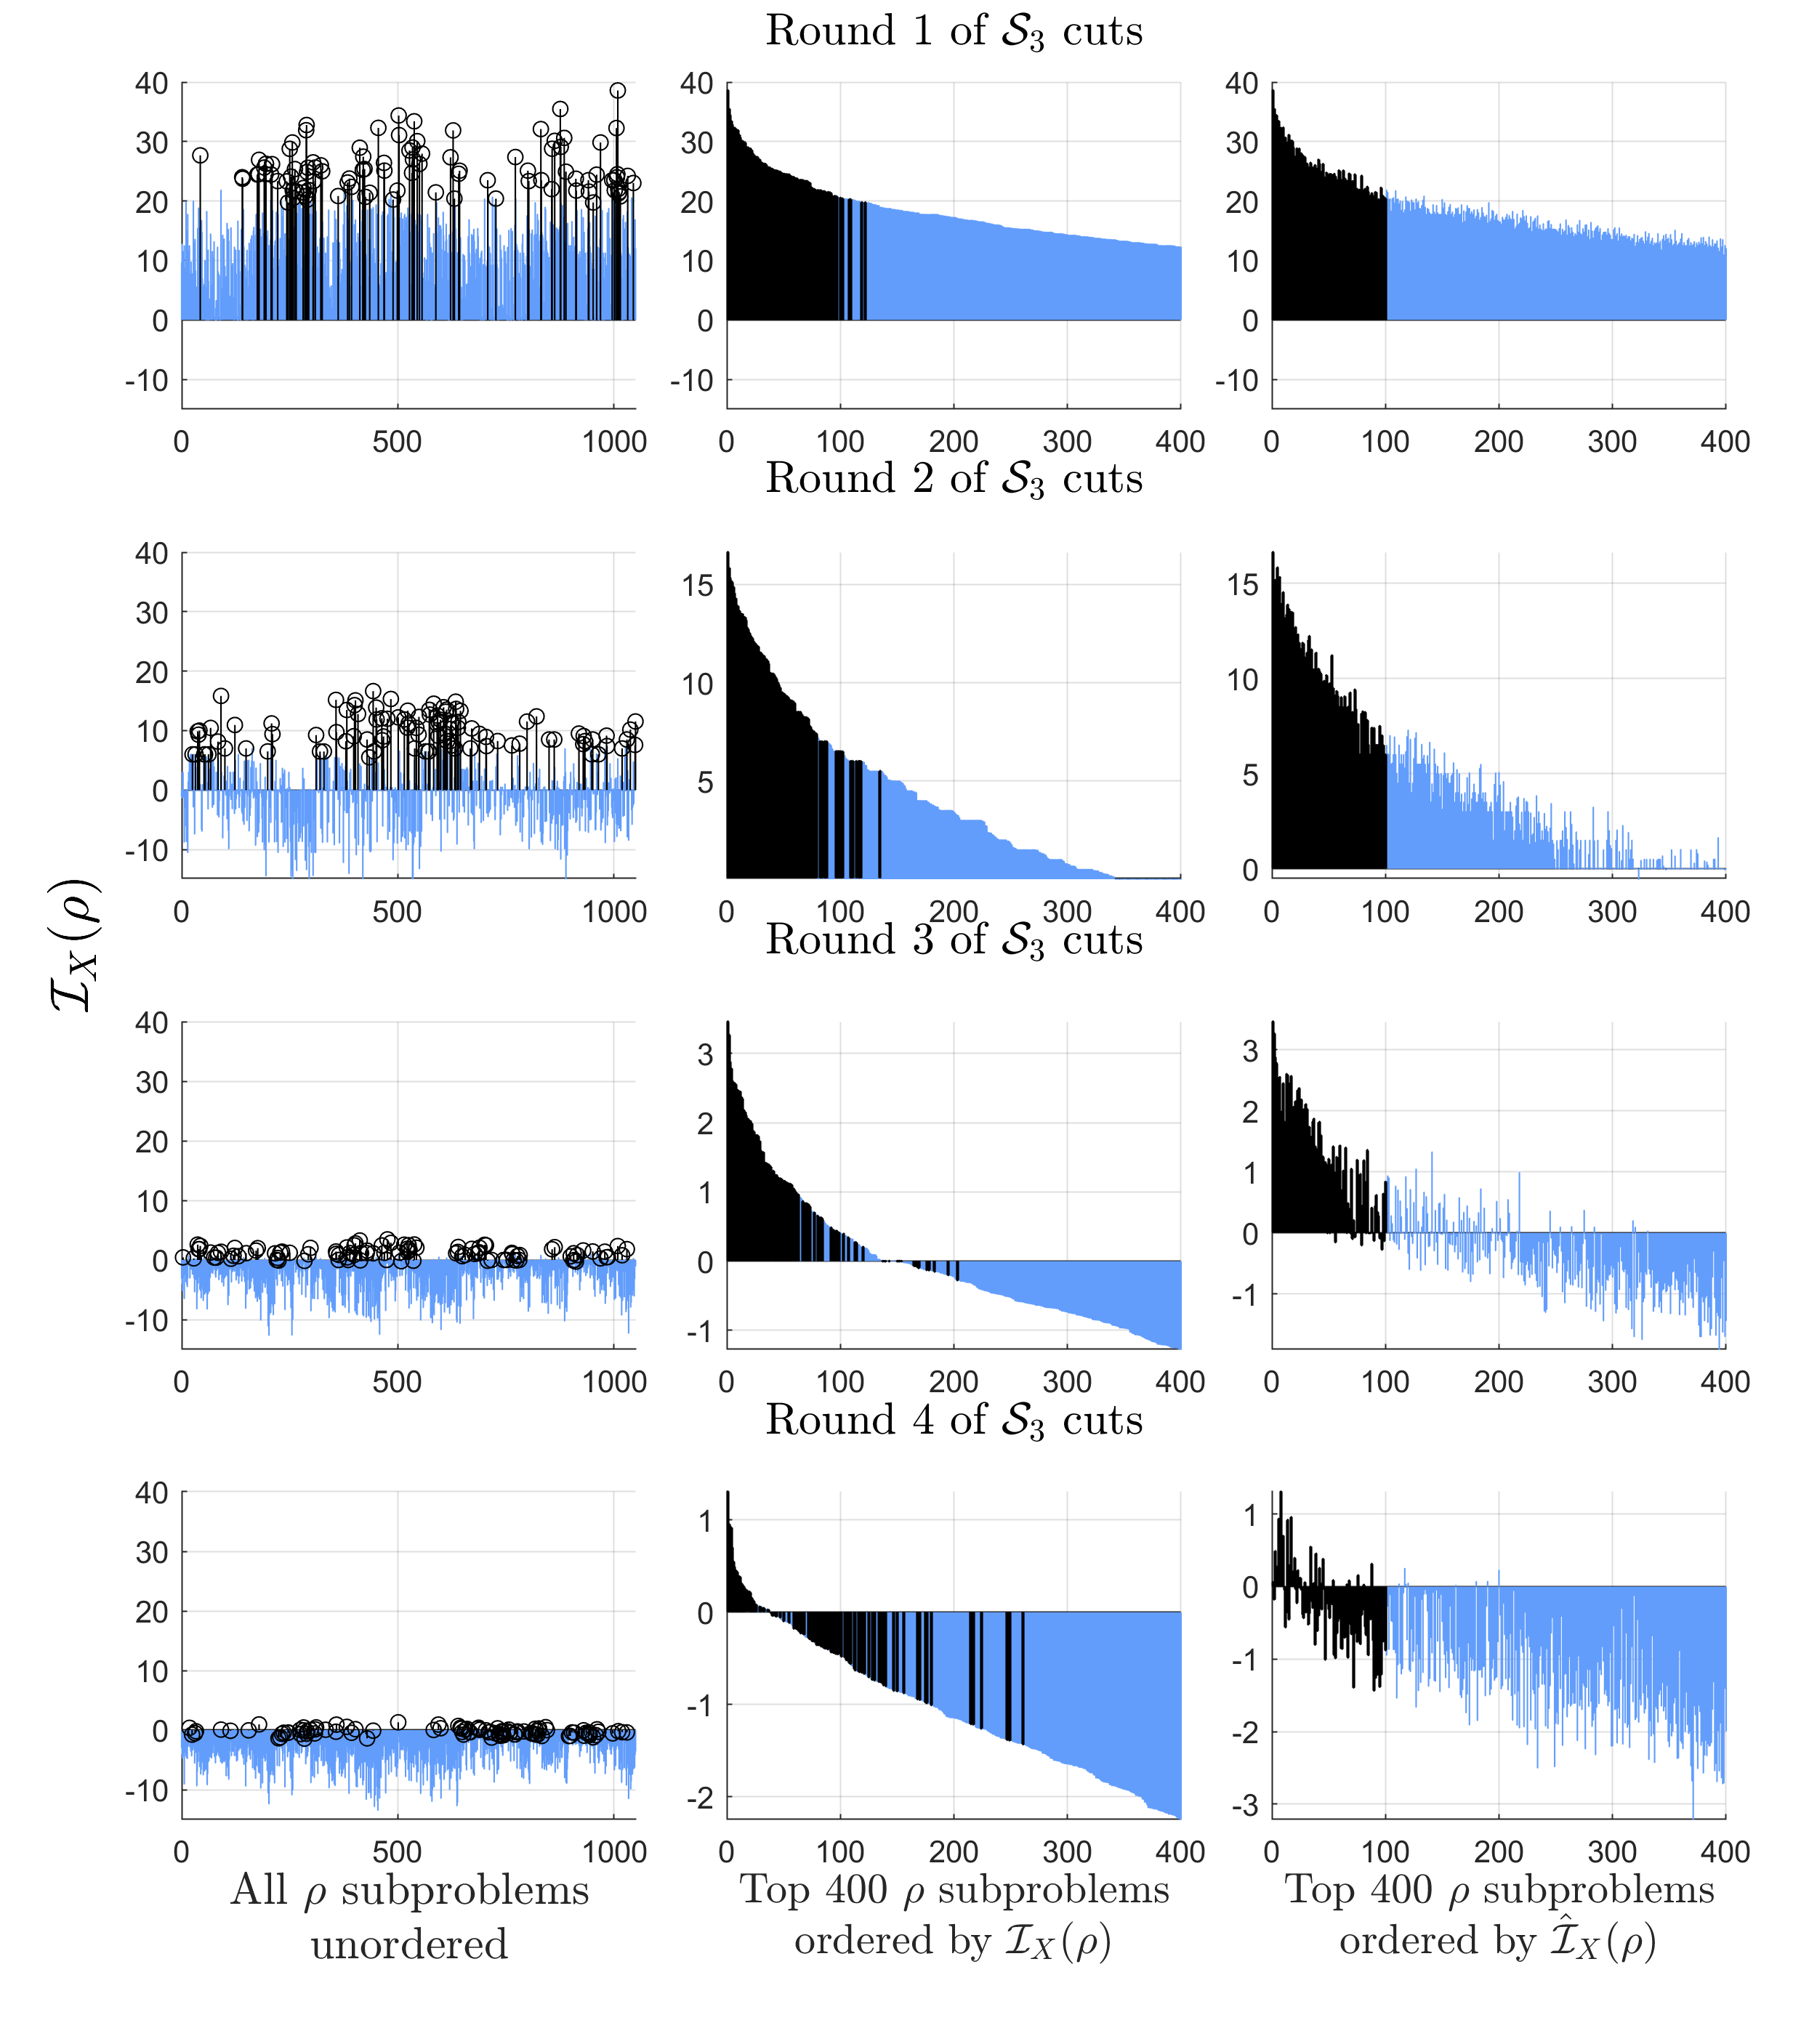 Round 1 of 𝒮₃ cuts
40 40 40
30 30 30
20 20 20
10 10 10
0 0 0
-10 -10 -10
0 500 1000 0 100 200 300 400 0 100 200 300 400
Round 2 of 𝒮₃ cuts
40
30 15 15
20
10 10 10
0 5 5
-10 0
0 500 1000 0 100 200 300 400 0 100 200 300 400
ℐ_X(ρ)
Round 3 of 𝒮₃ cuts
40
30 3 3
20 2 2
10 1 1
0 0 0
-10 -1 -1
0 500 1000 0 100 200 300 400 0 100 200 300 400
Round 4 of 𝒮₃ cuts
40 1 1
30
20 0 0
10 -1 -1
0 -2
-10 -2 -3
0 500 1000 0 100 200 300 400 0 100 200 300 400
All ρ subproblems
unordered
Top 400 ρ subproblems
ordered by ℐ_X(ρ)
Top 400 ρ subproblems
ordered by ℐ̂_X(ρ)